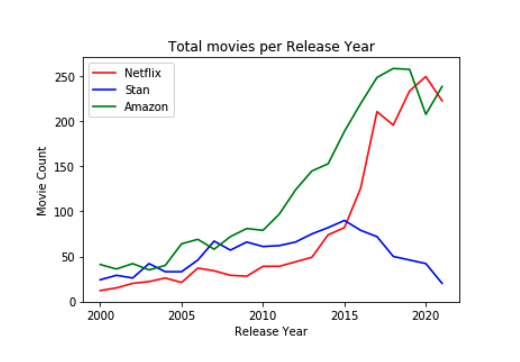 Total movies per Release Year
Netflix
Stan
Amazon
Movie Count
250
200
150
100
50
0
2000
2005
2010
2015
2020
Release Year